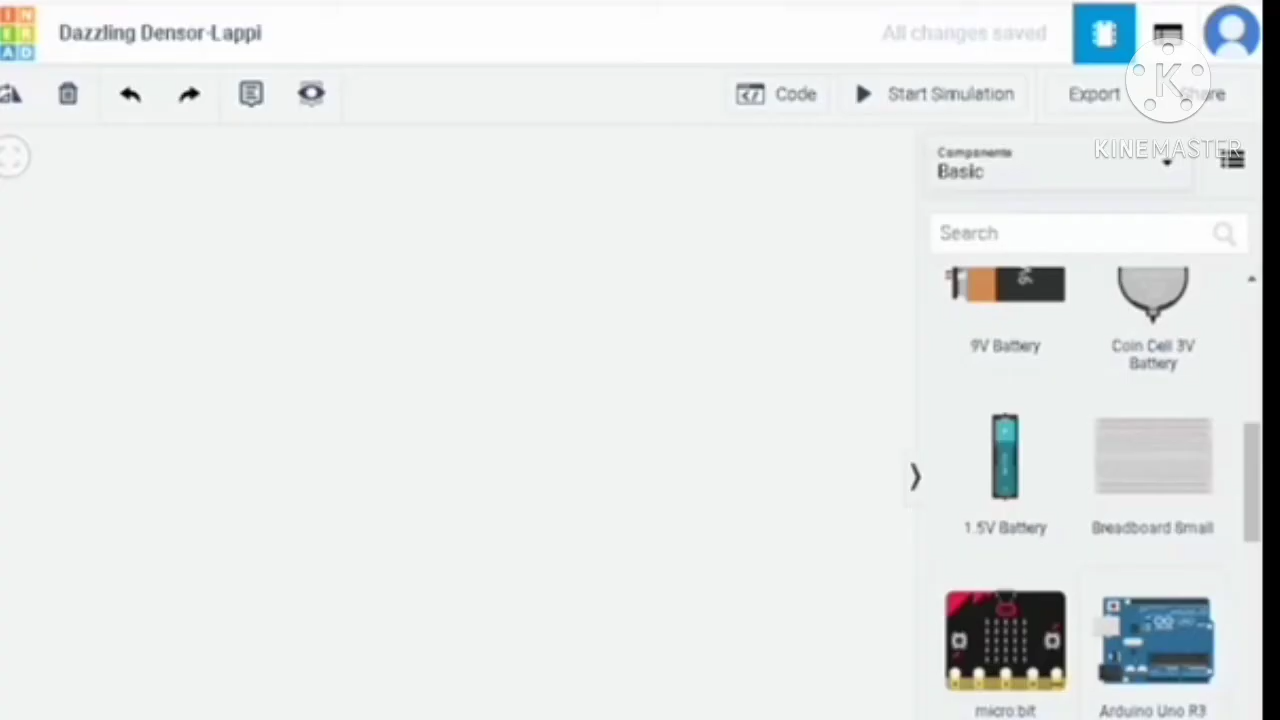 I N
E R
A D
Dazzling Densor-Lappi
All changes saved
Code
Start Simulation
Export
Share
K
KINEMASTER
Components
Basic
Search
9V
9V Battery
Coin Cell 3V
Battery
1.5V Battery
Breadboard Small
micro:bit
Arduino Uno R3